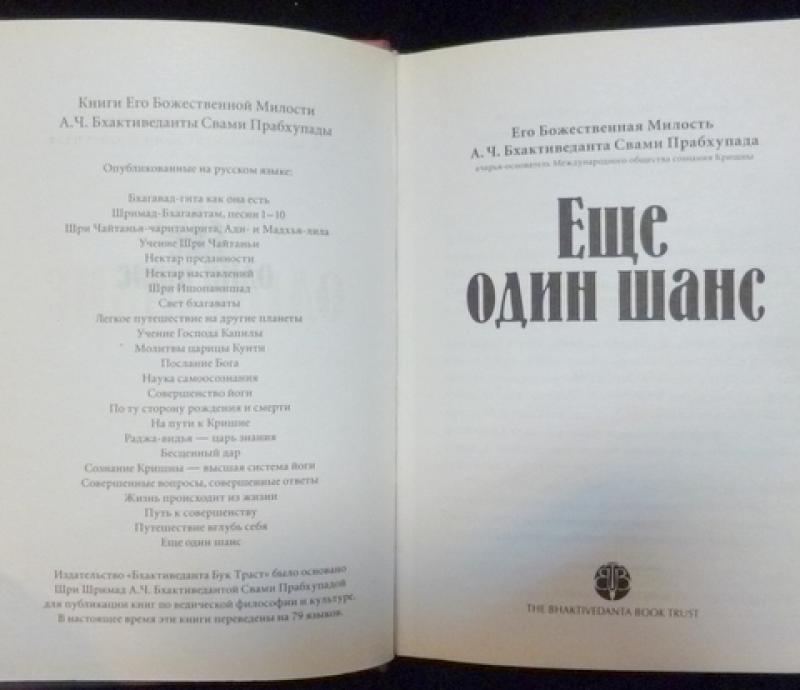 Книги Его Божественной Милости
А.Ч. Бхактиведанты Свами Прабхупады
Опубликованные на русском языке:
Бхагавад-гита как она есть
Шримад-Бхагаватам, песни 1–10
Шри Чайтанья-чаритамрита, Ади- и Мадхья-лила
Учение Шри Чайтаньи
Нектар преданности
Нектар наставлений
Шри Ишопанишад
Свет бхагаваты
Легкое путешествие на другие планеты
Учение Господа Капилы
Молитвы царицы Кунти
Послание Бога
Наука самоосознания
Совершенство йоги
По ту сторону рождения и смерти
На пути к Кришне
Раджа-видья — царь знания
Бесценный дар
Сознание Кришны — высшая система йоги
Совершенные вопросы, совершенные ответы
Жизнь происходит из жизни
Путь к совершенству
Путешествие вглубь себя
Еще один шанс
Издательство «Бхактиведанта Бук Траст» было основано
Шри Шримад А.Ч. Бхактиведантой Свами Прабхупадой
для публикации книг по ведической философии и культуре.
В настоящее время эти книги переведены на 79 языков.
Его Божественная Милость
А. Ч. Бхактиведанта Свами Прабхупада
ачарья-основатель Международного общества сознания Кришны
Еще
один шанс
THE BHAKTIVEDANTA BOOK TRUST